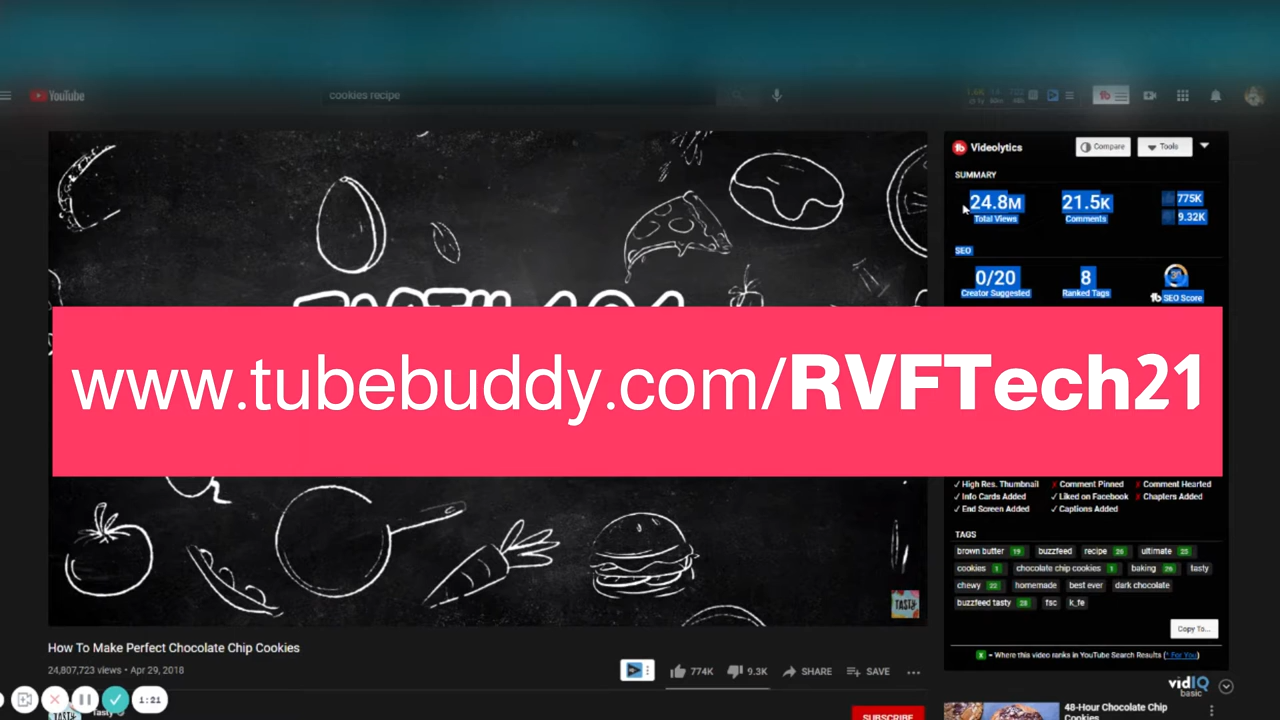 YouTube
cookies recipe
Videolytics
Compare
Tools
SUMMARY
24.8M
21.5K
775K
Total Views
Comments
9.32K
SEO
0/20
8
Creator Suggested
Ranked Tags
SEO Score
www.tubebuddy.com/RVFTech21
✓ High Res. Thumbnail
✗ Comment Pinned
✗ Comment Hearted
✓ Info Cards Added
✓ Liked on Facebook
✗ Chapters Added
✓ End Screen Added
✓ Captions Added
TAGS
brown butter 19 buzzfeed recipe 26 ultimate 25
cookies 1 chocolate chip cookies 1 baking 26 tasty
chewy 22 homemade best ever dark chocolate
buzzfeed tasty 28 fsc k_fe
TASTY
Copy To...
X = Where this video ranks in YouTube Search Results (* For You)
How To Make Perfect Chocolate Chip Cookies
24,807,723 views • Apr 29, 2018
774K
9.3K
SHARE
SAVE
vidIQ
basic
1:21
Tasty
SUBSCRIBE
48-Hour Chocolate Chip
Cookies